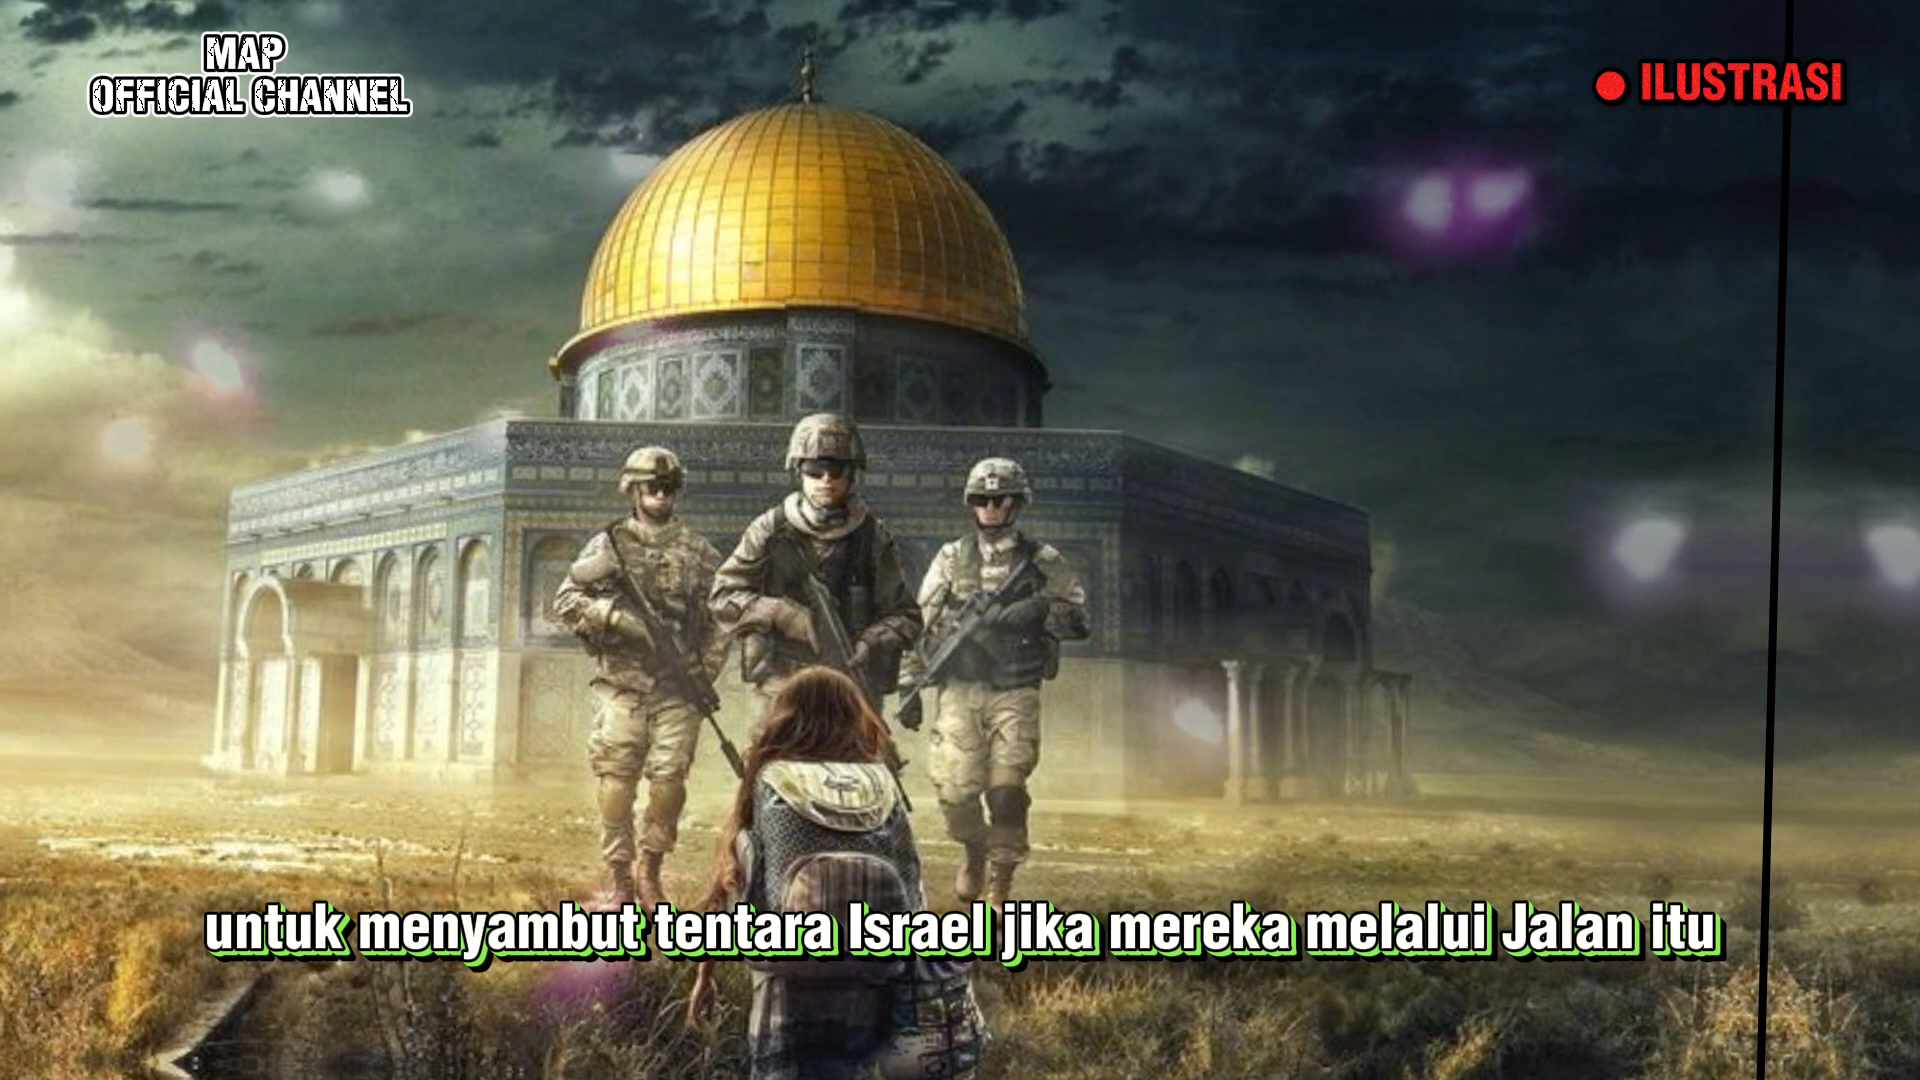 MAP
OFFICIAL CHANNEL
ILUSTRASI
untuk menyambut tentara Israel jika mereka melalui Jalan itu